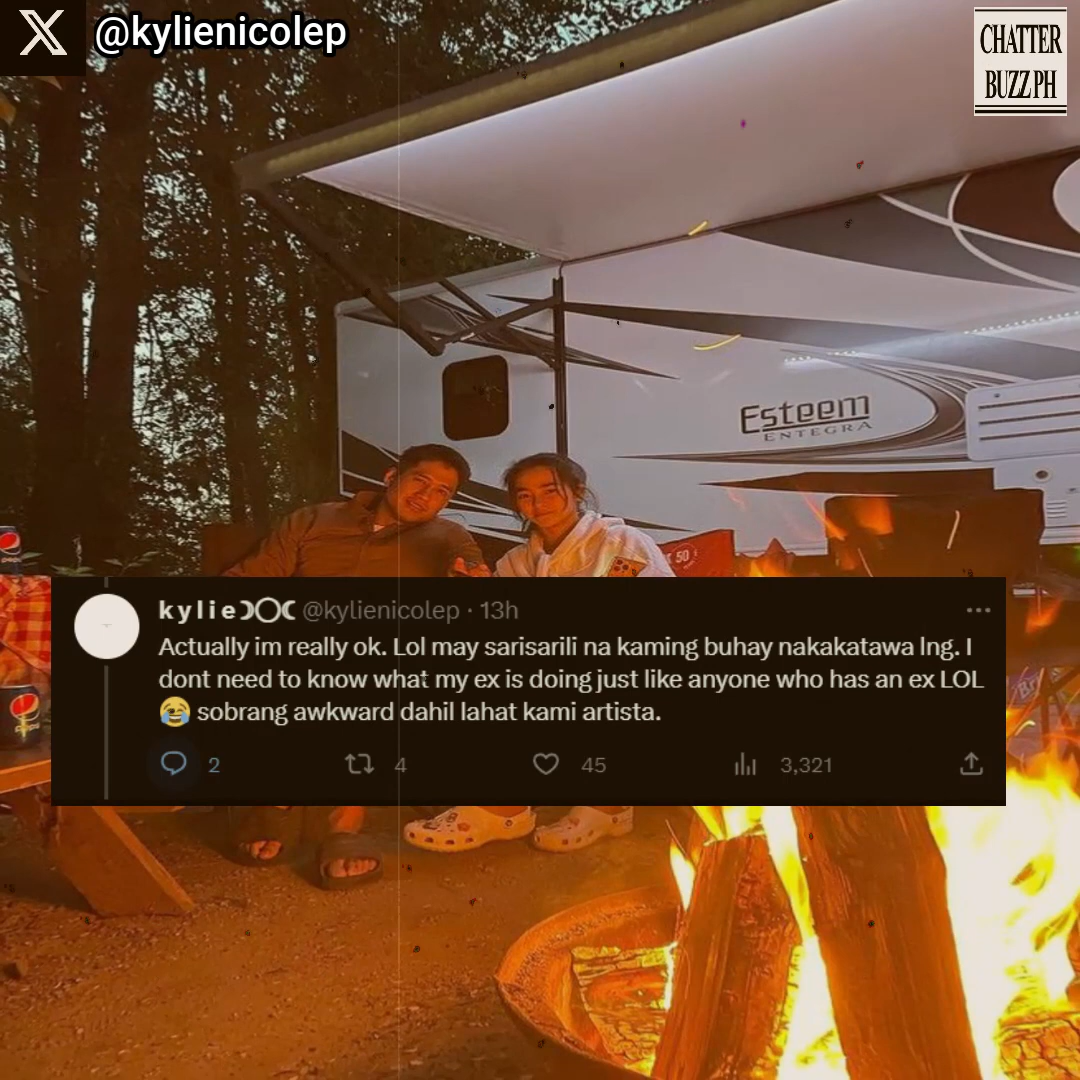 @kylienicolep
CHATTER
BUZZ PH
Esteem
ENTEGRA
50
kylie☽〇☾ @kylienicolep · 13h
Actually im really ok. Lol may sarisarili na kaming buhay nakakatawa lng. I
dont need to know what my ex is doing just like anyone who has an ex LOL
😂 sobrang awkward dahil lahat kami artista.
2 4 45 3,321